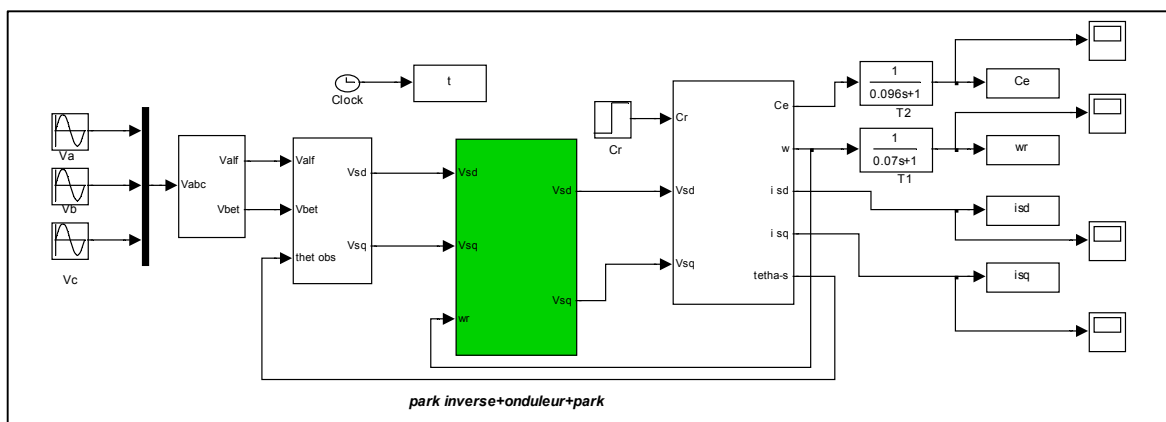 Va
Vb
Vc
Vabc
Valf
Vbet
Clock
t
Valf
Vbet
thet obs
Vsd
Vsq
Vsd
Vsq
wr
Vsd
Vsq
Cr
Cr
Vsd
Vsq
Ce
w
i sd
i sq
tetha-s
1
0.096s+1
T2
1
0.07s+1
T1
Ce
wr
isd
isq
park inverse+onduleur+park